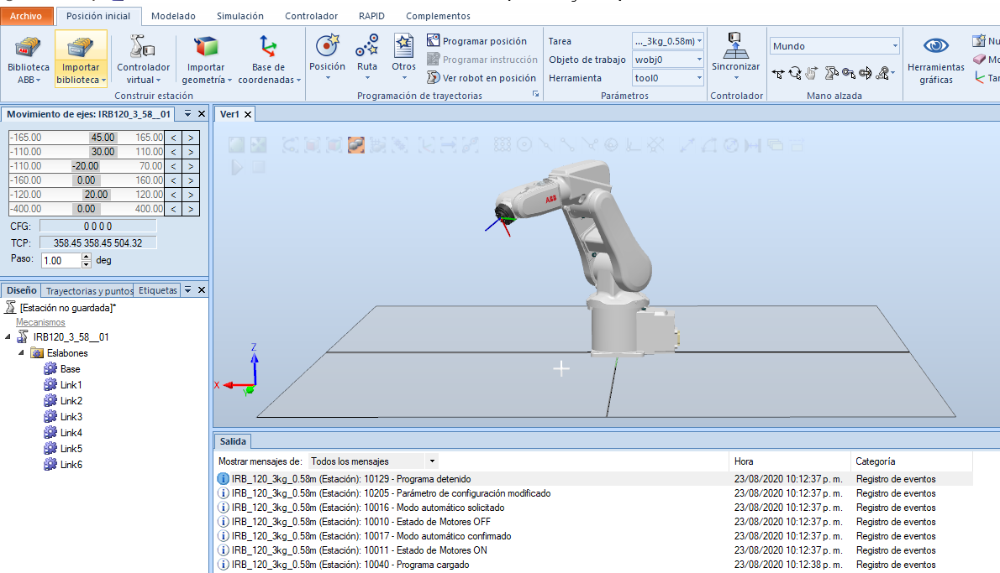 Archivo Posición inicial Modelado Simulación Controlador RAPID Complementos
Biblioteca ABB
Importar biblioteca
Controlador virtual
Importar geometría
Base de coordenadas
Construir estación
Posición
Ruta
Otros
Programar posición
Programar instrucción
Ver robot en posición
Programación de trayectorias
Tarea ..._3kg_0.58m)
Objeto de trabajo wobj0
Herramienta tool0
Parámetros
Sincronizar
Controlador
Mundo
Mano alzada
Herramientas gráficas
Nu
Mo
Tar
Movimiento de ejes: IRB120_3_58__01
-165.00 45.00 165.00 < >
-110.00 30.00 110.00 < >
-110.00 -20.00 70.00 < >
-160.00 0.00 160.00 < >
-120.00 20.00 120.00 < >
-400.00 0.00 400.00 < >
CFG: 0 0 0 0
TCP: 358.45 358.45 504.32
Paso: 1.00 deg
Diseño Trayectorias y puntos Etiquetas
[Estación no guardada]*
Mecanismos
IRB120_3_58__01
Eslabones
Base
Link1
Link2
Link3
Link4
Link5
Link6
Ver1
ABB
Z
X
Y
Salida
Mostrar mensajes de: Todos los mensajes Hora Categoría
IRB_120_3kg_0.58m (Estación): 10129 - Programa detenido 23/08/2020 10:12:37 p. m. Registro de eventos
IRB_120_3kg_0.58m (Estación): 10205 - Parámetro de configuración modificado 23/08/2020 10:12:37 p. m. Registro de eventos
IRB_120_3kg_0.58m (Estación): 10016 - Modo automático solicitado 23/08/2020 10:12:37 p. m. Registro de eventos
IRB_120_3kg_0.58m (Estación): 10010 - Estado de Motores OFF 23/08/2020 10:12:37 p. m. Registro de eventos
IRB_120_3kg_0.58m (Estación): 10017 - Modo automático confirmado 23/08/2020 10:12:37 p. m. Registro de eventos
IRB_120_3kg_0.58m (Estación): 10011 - Estado de Motores ON 23/08/2020 10:12:37 p. m. Registro de eventos
IRB_120_3kg_0.58m (Estación): 10040 - Programa cargado 23/08/2020 10:12:38 p. m. Registro de eventos